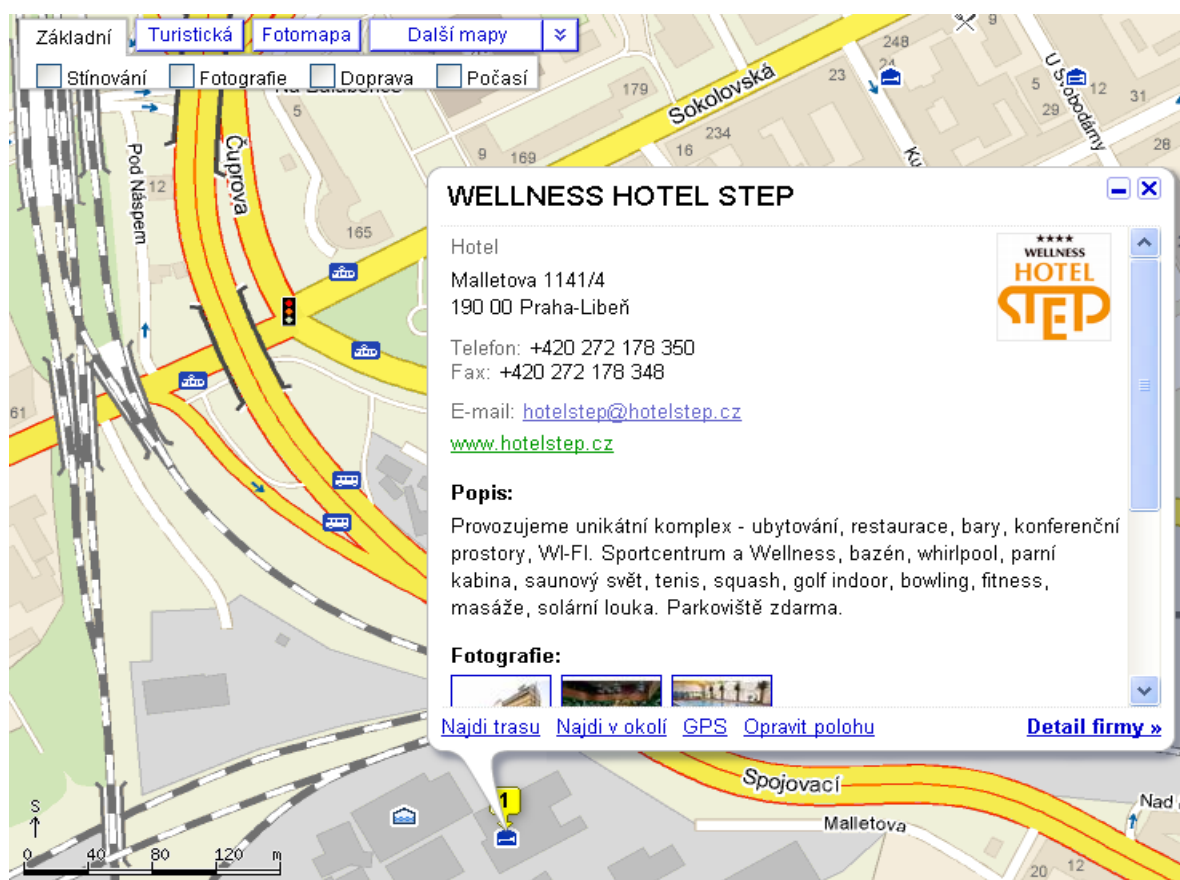 Základní
Turistická
Fotomapa
Další mapy
Stínování
Fotografie
Doprava
Počasí
9
248
24
23
179
Sokolovská
234
16
9
169
5
U Svobodárny
5
12
31
29
28
Čuprova
Pod Náspem
12
165
61
WELLNESS HOTEL STEP
Hotel
Malletova 1141/4
190 00 Praha-Libeň
Telefon: +420 272 178 350
Fax: +420 272 178 348
E-mail: hotelstep@hotelstep.cz
www.hotelstep.cz
****
WELLNESS
HOTEL
STEP
Popis:
Provozujeme unikátní komplex - ubytování, restaurace, bary, konferenční
prostory, WI-FI. Sportcentrum a Wellness, bazén, whirlpool, parní
kabina, saunový svět, tenis, squash, golf indoor, bowling, fitness,
masáže, solární louka. Parkoviště zdarma.
Fotografie:
Najdi trasu Najdi v okolí GPS Opravit polohu Detail firmy »
1
Spojovací
Malletova
Nad
20
12
S
0 40 80 120 m